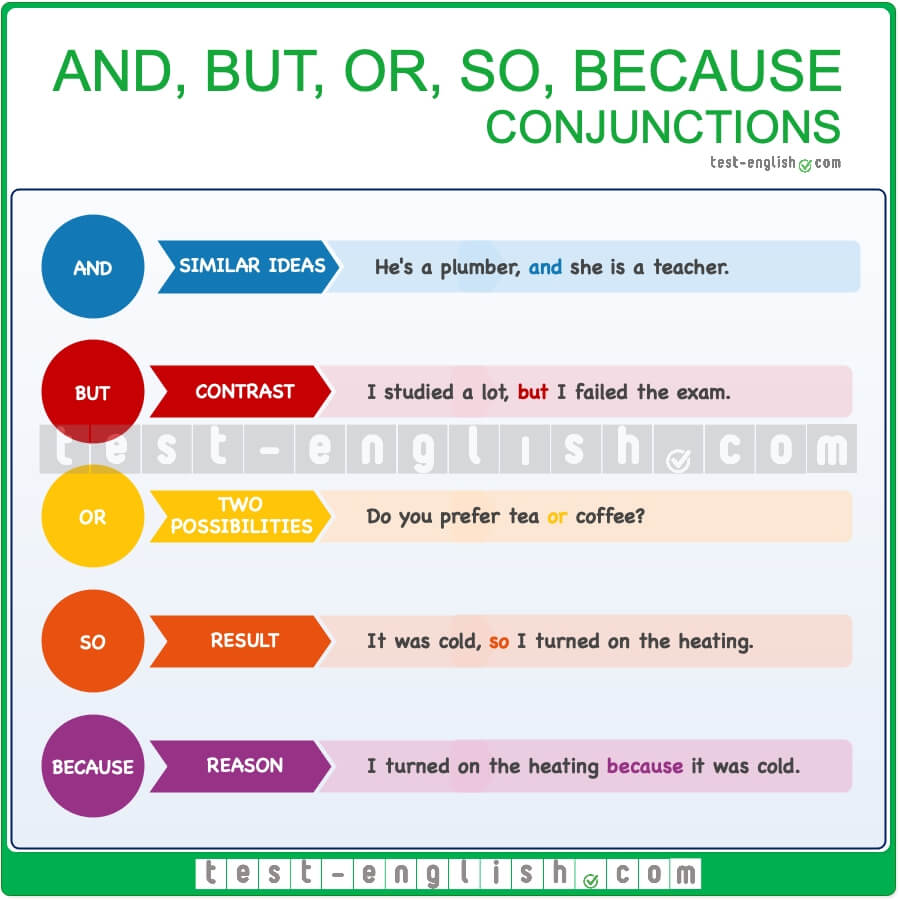 AND, BUT, OR, SO, BECAUSE
CONJUNCTIONS
test-english.com
AND
SIMILAR IDEAS
He's a plumber, and she is a teacher.
BUT
CONTRAST
I studied a lot, but I failed the exam.
test-english.com
OR
TWO
POSSIBILITIES
Do you prefer tea or coffee?
SO
RESULT
It was cold, so I turned on the heating.
BECAUSE
REASON
I turned on the heating because it was cold.
test-english.com